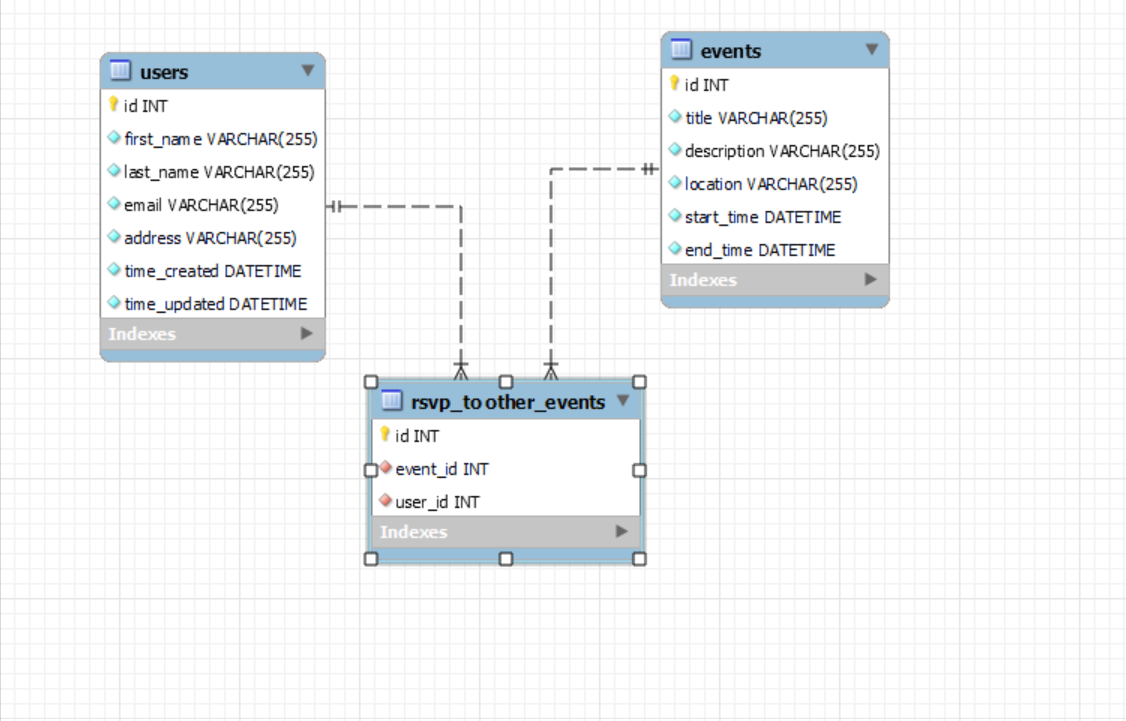 users
id INT
first_name VARCHAR(255)
last_name VARCHAR(255)
email VARCHAR(255)
address VARCHAR(255)
time_created DATETIME
time_updated DATETIME
Indexes
events
id INT
title VARCHAR(255)
description VARCHAR(255)
location VARCHAR(255)
start_time DATETIME
end_time DATETIME
Indexes
rsvp_to other_events
id INT
event_id INT
user_id INT
Indexes